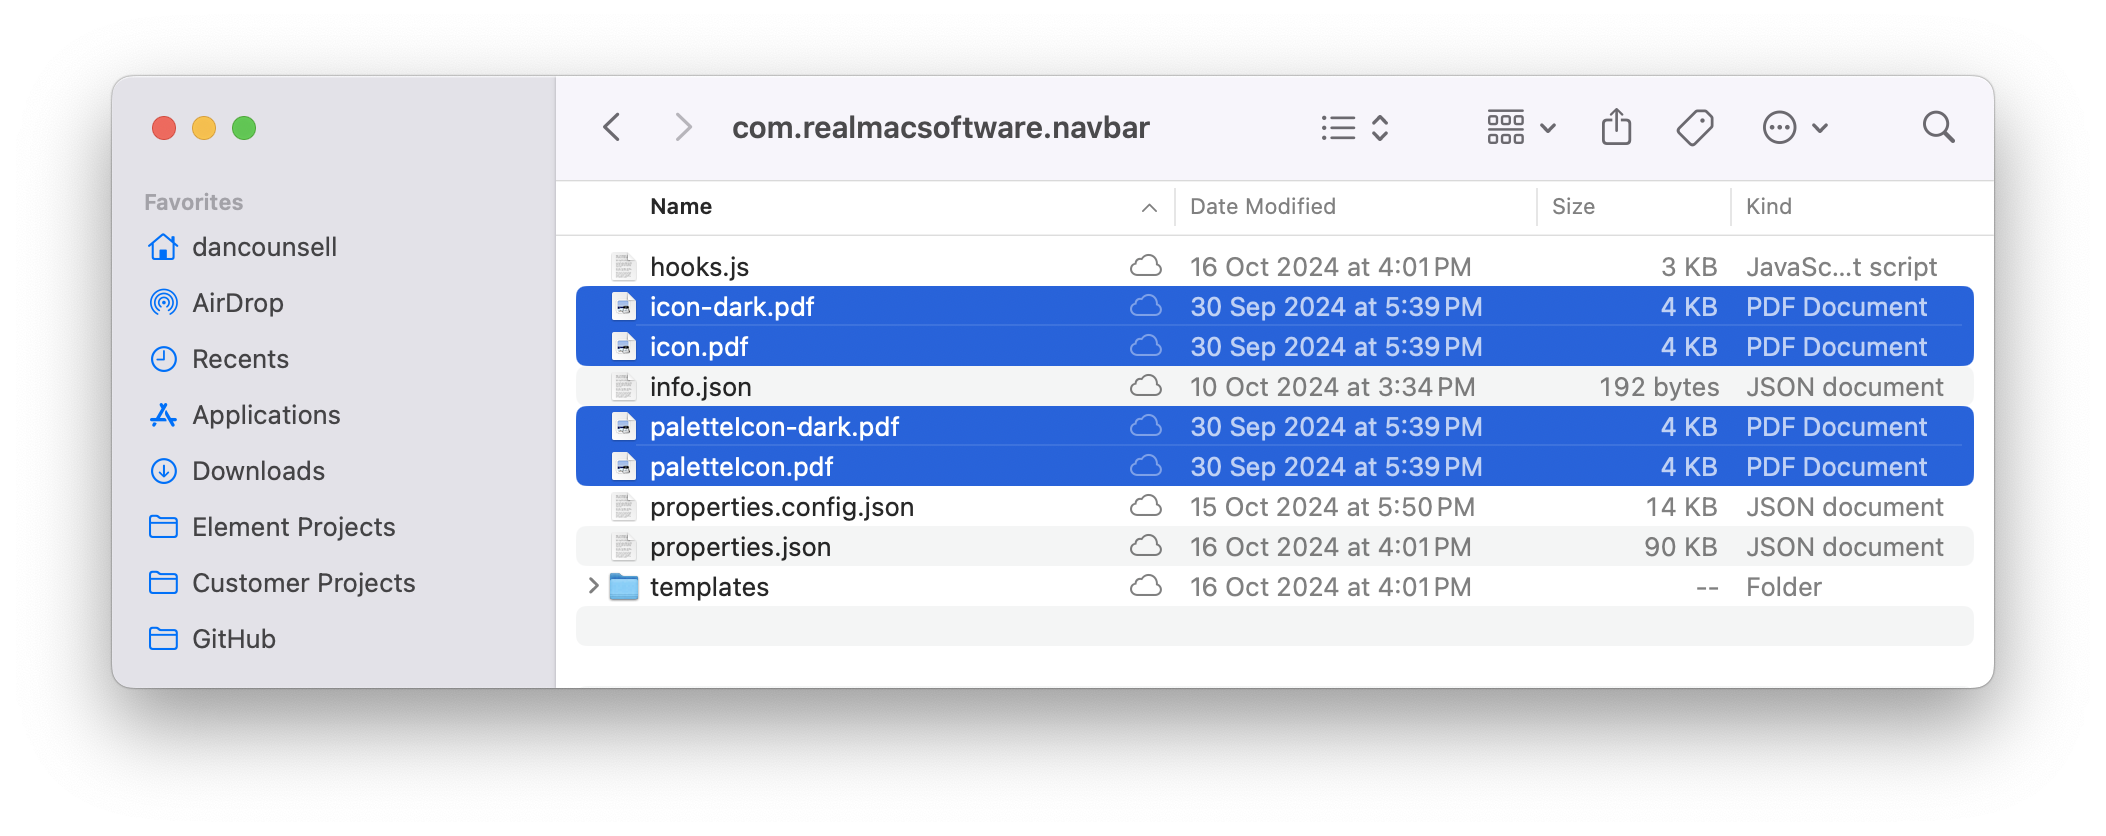 com.realmacsoftware.navbar
Favorites
dancounsell
AirDrop
Recents
Applications
Downloads
Element Projects
Customer Projects
GitHub
Name Date Modified Size Kind
hooks.js 16 Oct 2024 at 4:01 PM 3 KB JavaSc...t script
icon-dark.pdf 30 Sep 2024 at 5:39 PM 4 KB PDF Document
icon.pdf 30 Sep 2024 at 5:39 PM 4 KB PDF Document
info.json 10 Oct 2024 at 3:34 PM 192 bytes JSON document
paletteIcon-dark.pdf 30 Sep 2024 at 5:39 PM 4 KB PDF Document
paletteIcon.pdf 30 Sep 2024 at 5:39 PM 4 KB PDF Document
properties.config.json 15 Oct 2024 at 5:50 PM 14 KB JSON document
properties.json 16 Oct 2024 at 4:01 PM 90 KB JSON document
templates 16 Oct 2024 at 4:01 PM -- Folder